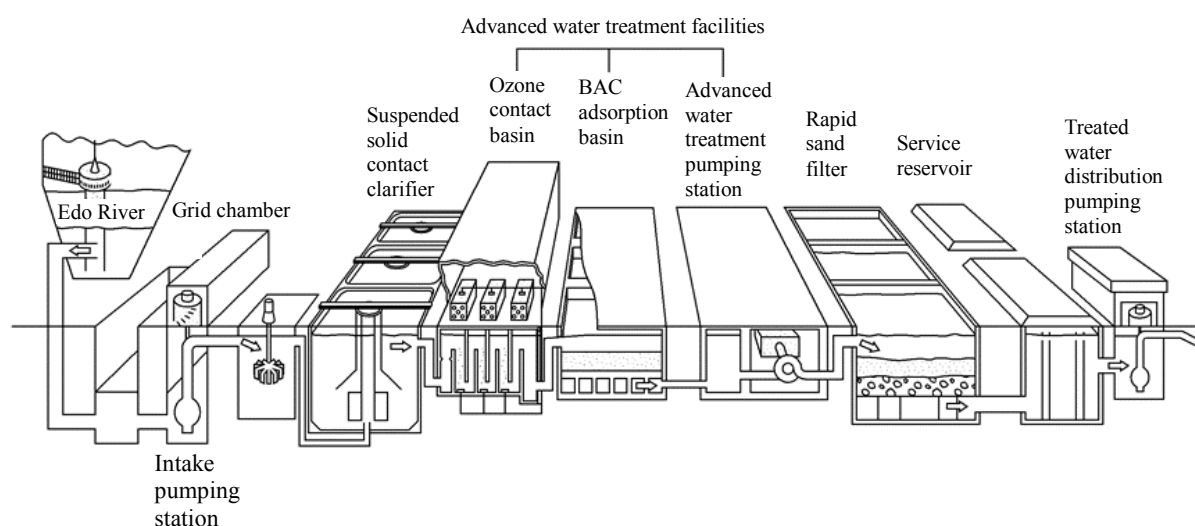 Advanced water treatment facilities
Ozone
contact
basin
BAC
adsorption
basin
Advanced
water
treatment
pumping
station
Suspended
solid
contact
clarifier
Rapid
sand
filter
Service
reservoir
Treated
water
distribution
pumping
station
Edo River
Grid chamber
Intake
pumping
station